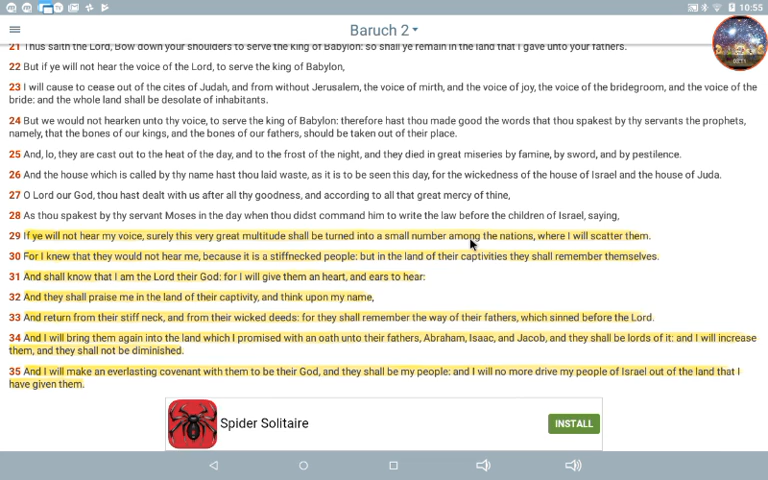 10:55
Baruch 2
21 Thus saith the Lord, Bow down your shoulders to serve the king of Babylon: so shall ye remain in the land that I gave unto your fathers.
22 But if ye will not hear the voice of the Lord, to serve the king of Babylon,
23 I will cause to cease out of the cites of Judah, and from without Jerusalem, the voice of mirth, and the voice of joy, the voice of the bridegroom, and the voice of the
bride: and the whole land shall be desolate of inhabitants.
24 But we would not hearken unto thy voice, to serve the king of Babylon: therefore hast thou made good the words that thou spakest by thy servants the prophets,
namely, that the bones of our kings, and the bones of our fathers, should be taken out of their place.
25 And, lo, they are cast out to the heat of the day, and to the frost of the night, and they died in great miseries by famine, by sword, and by pestilence.
26 And the house which is called by thy name hast thou laid waste, as it is to be seen this day, for the wickedness of the house of Israel and the house of Juda.
27 O Lord our God, thou hast dealt with us after all thy goodness, and according to all that great mercy of thine,
28 As thou spakest by thy servant Moses in the day when thou didst command him to write the law before the children of Israel, saying,
29 If ye will not hear my voice, surely this very great multitude shall be turned into a small number among the nations, where I will scatter them.
30 For I knew that they would not hear me, because it is a stiffnecked people: but in the land of their captivities they shall remember themselves.
31 And shall know that I am the Lord their God: for I will give them an heart, and ears to hear:
32 And they shall praise me in the land of their captivity, and think upon my name,
33 And return from their stiff neck, and from their wicked deeds: for they shall remember the way of their fathers, which sinned before the Lord.
34 And I will bring them again into the land which I promised with an oath unto their fathers, Abraham, Isaac, and Jacob, and they shall be lords of it: and I will increase
them, and they shall not be diminished.
35 And I will make an everlasting covenant with them to be their God, and they shall be my people: and I will no more drive my people of Israel out of the land that I
have given them.
Spider Solitaire
INSTALL